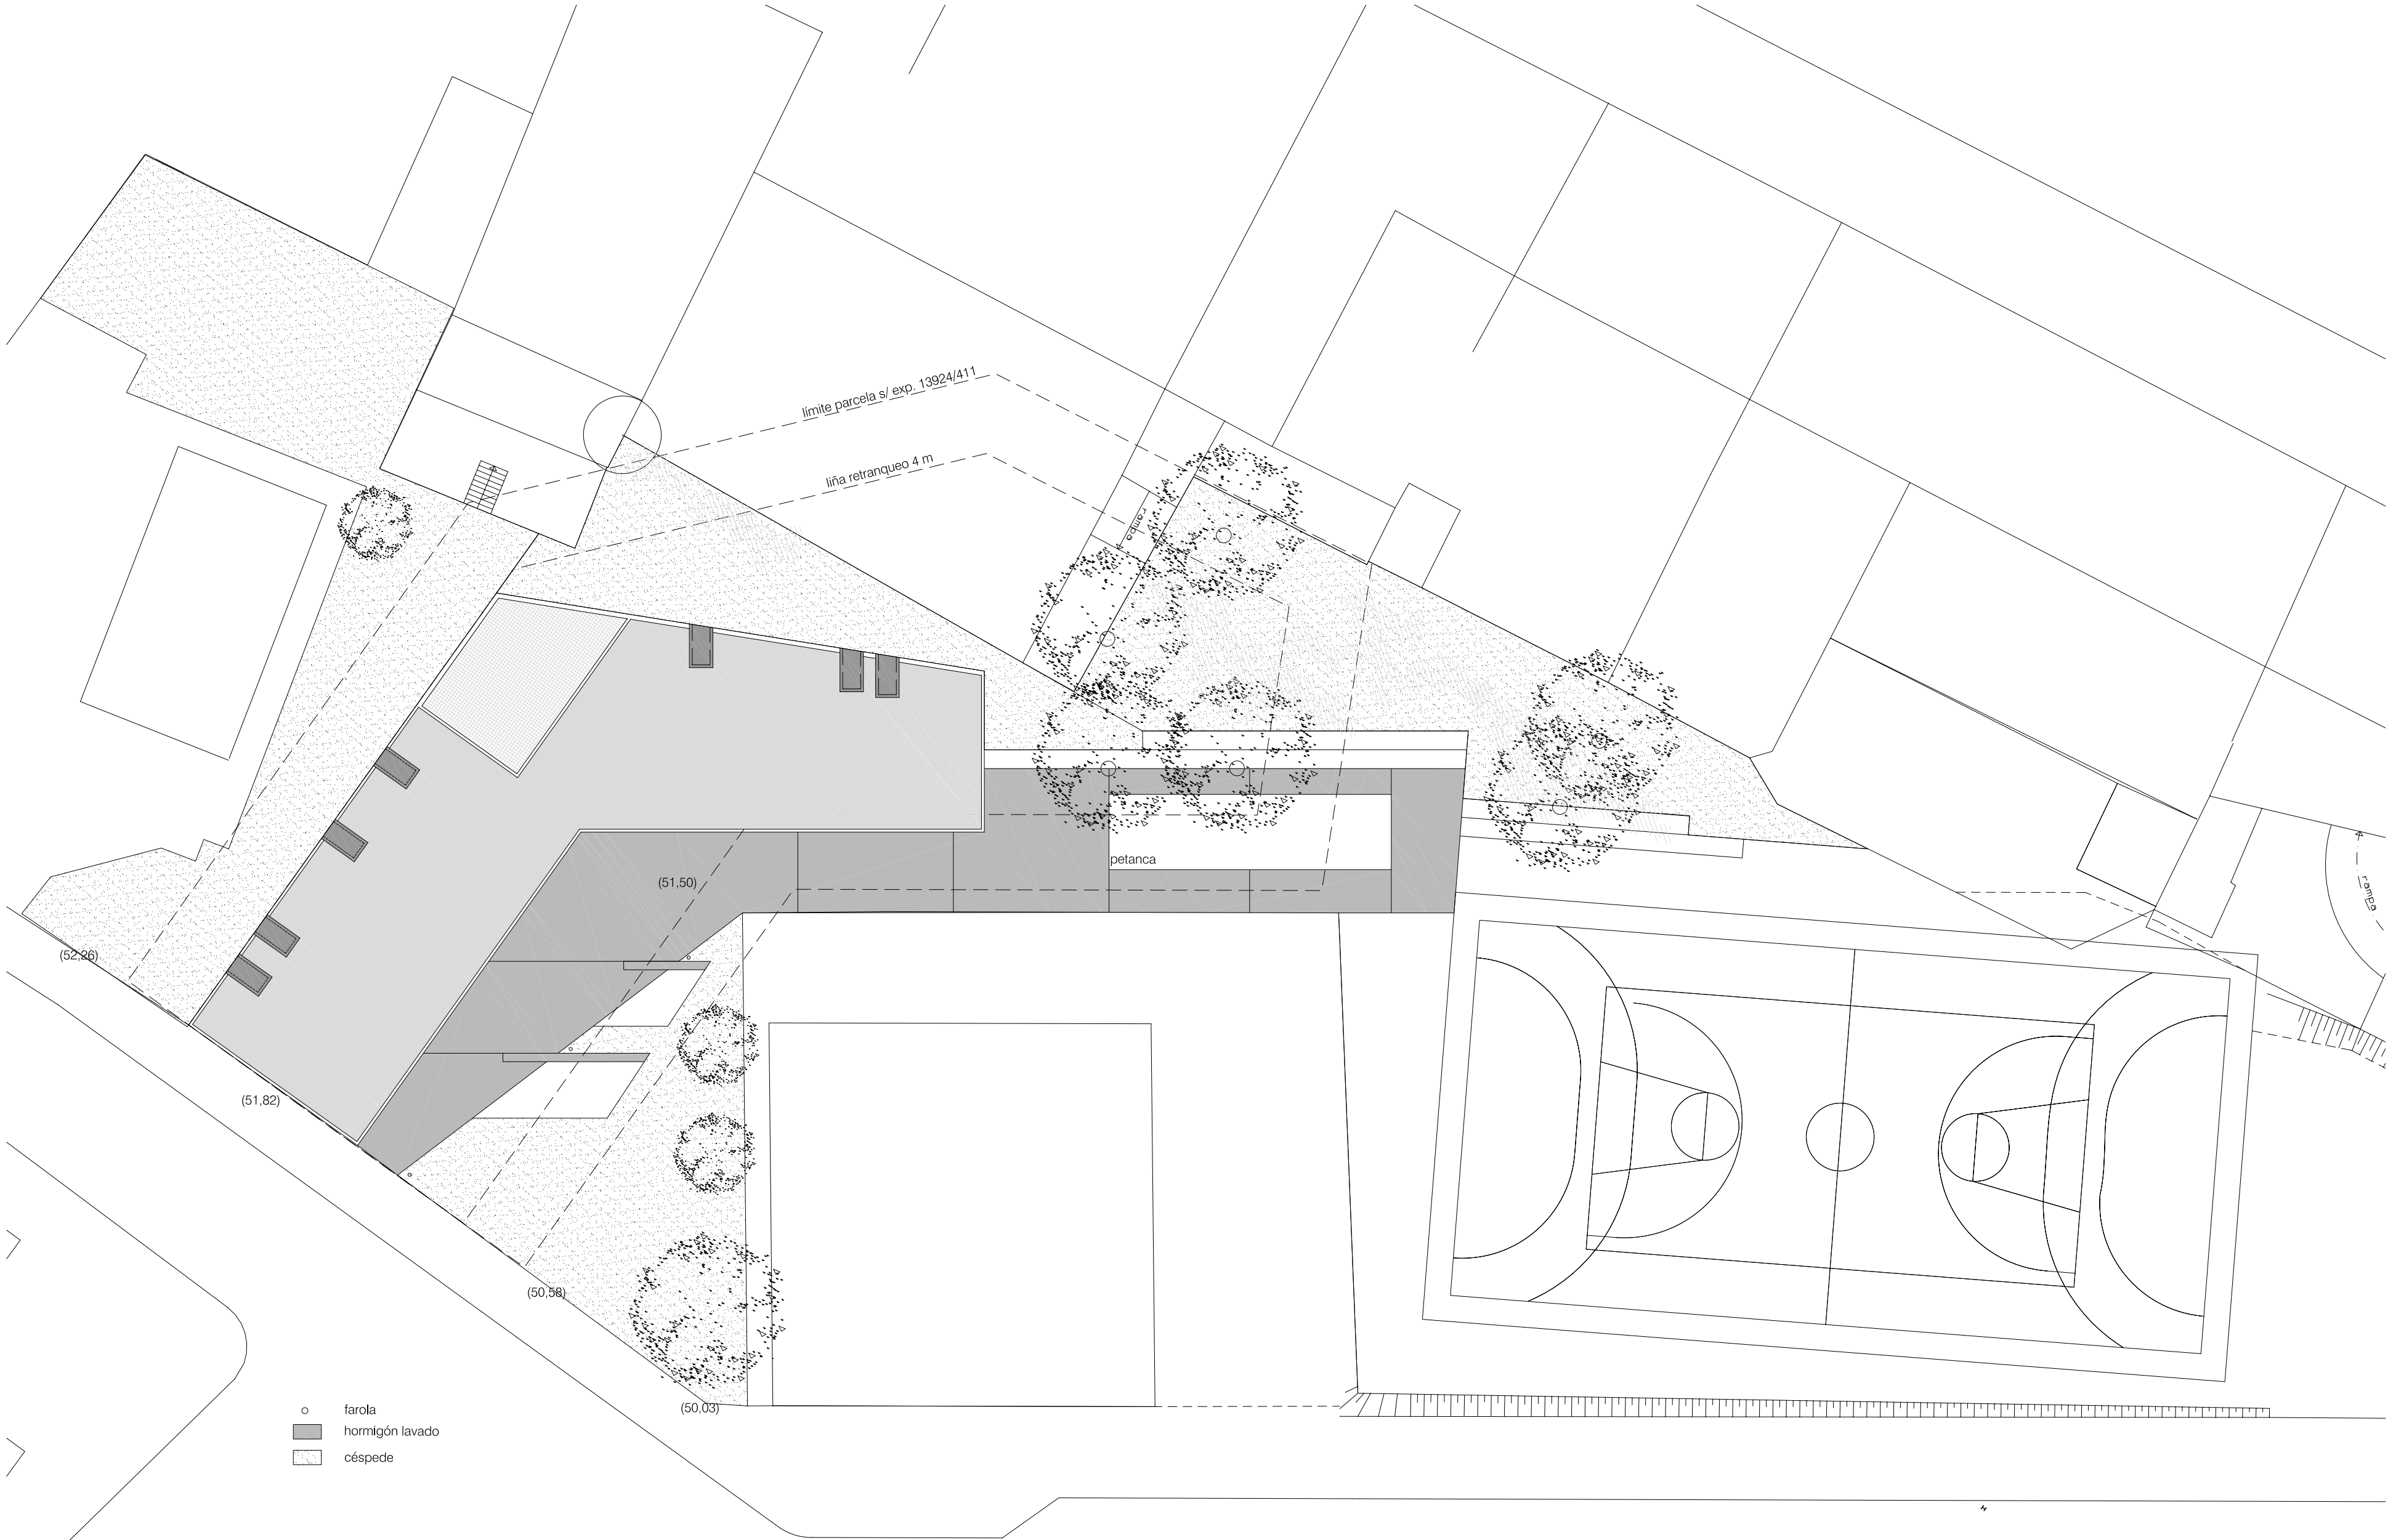 límite parcela s/ exp. 13924/411
liña retranqueo 4 m
rampa
petanca
(51,50)
rampa
(52,26)
(51,82)
(50,58)
(50,03)
farola
hormigón lavado
céspede